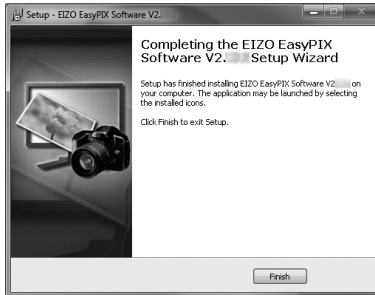 Setup - EIZO EasyPIX Software V2.
Completing the EIZO EasyPIX
Software V2. Setup Wizard
Setup has finished installing EIZO EasyPIX Software V2 on
your computer. The application may be launched by selecting
the installed icons.
Click Finish to exit Setup.
Finish